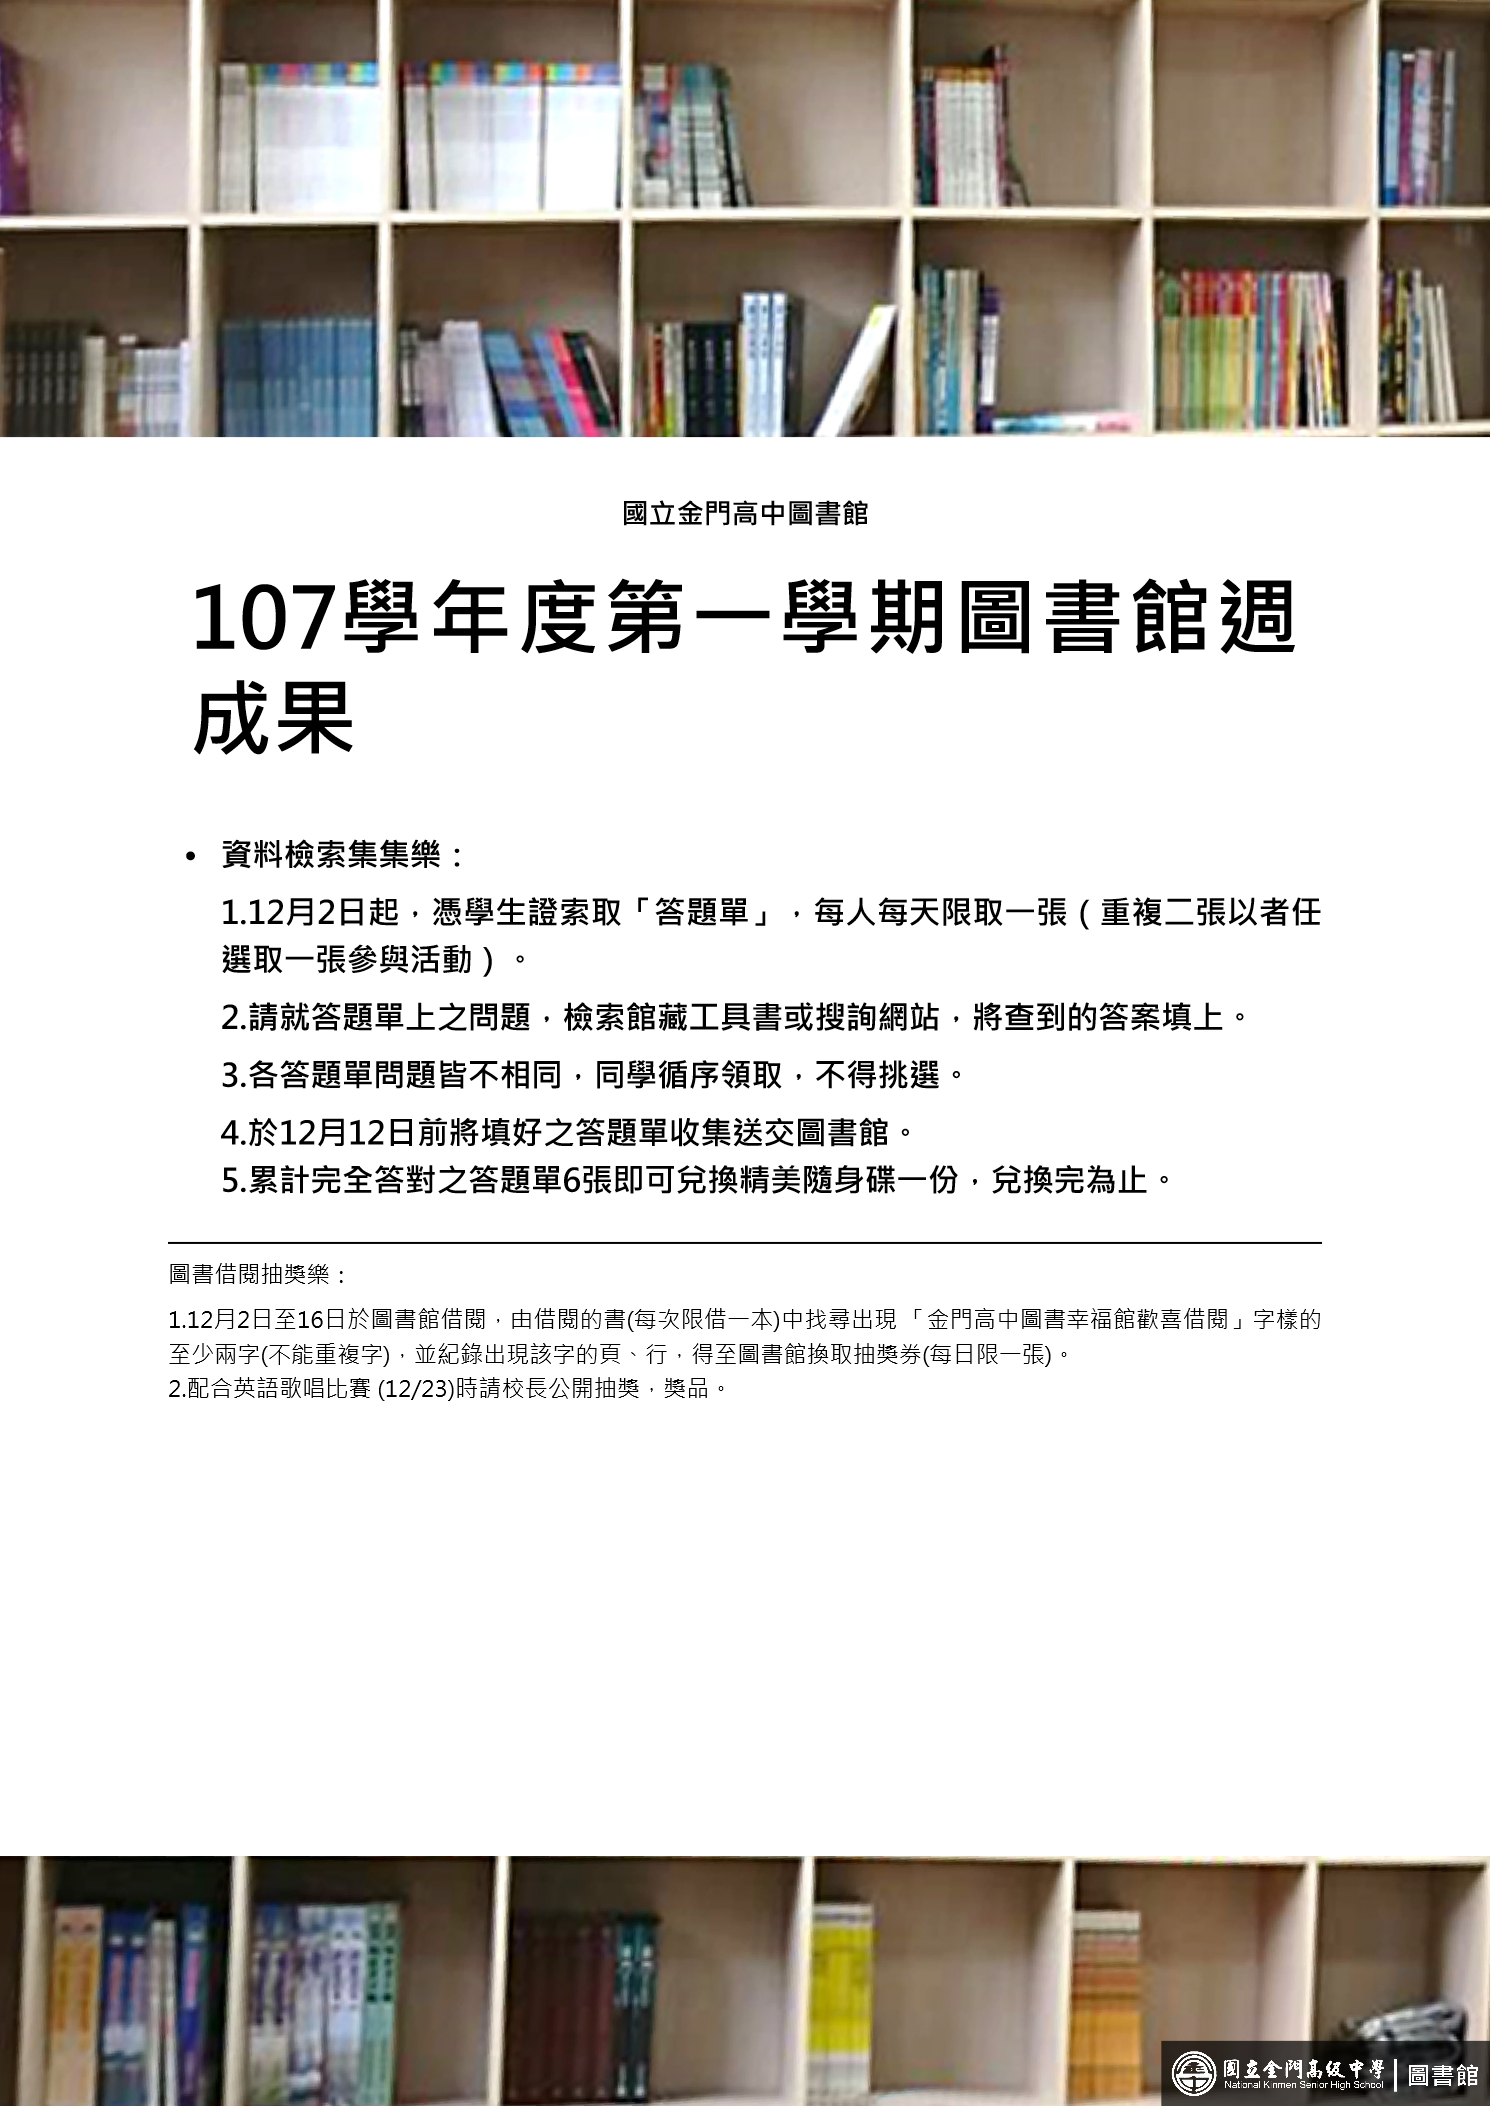 國立金門高中圖書館
107學年度第一學期圖書館週
成果
• 資料檢索集集樂：
1.12月2日起，憑學生證索取「答題單」，每人每天限取一張（重複二張以者任
選取一張參與活動）。
2.請就答題單上之問題，檢索館藏工具書或搜詢網站，將查到的答案填上。
3.各答題單問題皆不相同，同學循序領取，不得挑選。
4.於12月12日前將填好之答題單收集送交圖書館。
5.累計完全答對之答題單6張即可兌換精美隨身碟一份，兌換完為止。
圖書借閱抽獎樂：
1.12月2日至16日於圖書館借閱，由借閱的書(每次限借一本)中找尋出現「金門高中圖書幸福館歡喜借閱」字樣的
至少兩字(不能重複字)，並紀錄出現該字的頁、行，得至圖書館換取抽獎券(每日限一張)。
2.配合英語歌唱比賽 (12/23)時請校長公開抽獎，獎品。
國立金門高級中學
National Kinmen Senior High School
圖書館